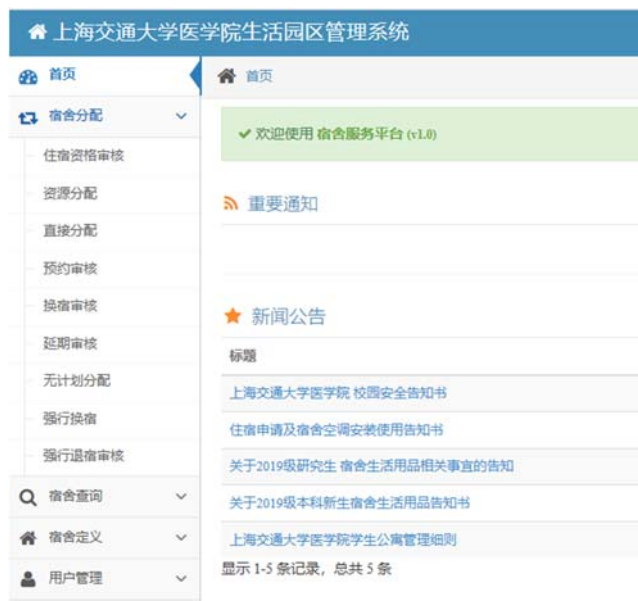 上海交通大学医学院生活园区管理系统
首页
宿舍分配
住宿资格审核
资源分配
直接分配
预约审核
换宿审核
延期审核
无计划分配
强行换宿
强行退宿审核
宿舍查询
宿舍定义
用户管理
首页
欢迎使用 宿舍服务平台 (v1.0)
重要通知
新闻公告
标题
上海交通大学医学院 校园安全告知书
住宿申请及宿舍空调安装使用告知书
关于2019级研究生 宿舍生活用品相关事宜的告知
关于2019级本科新生宿舍生活用品告知书
上海交通大学医学院学生公寓管理细则
显示 1-5 条记录，总共 5 条